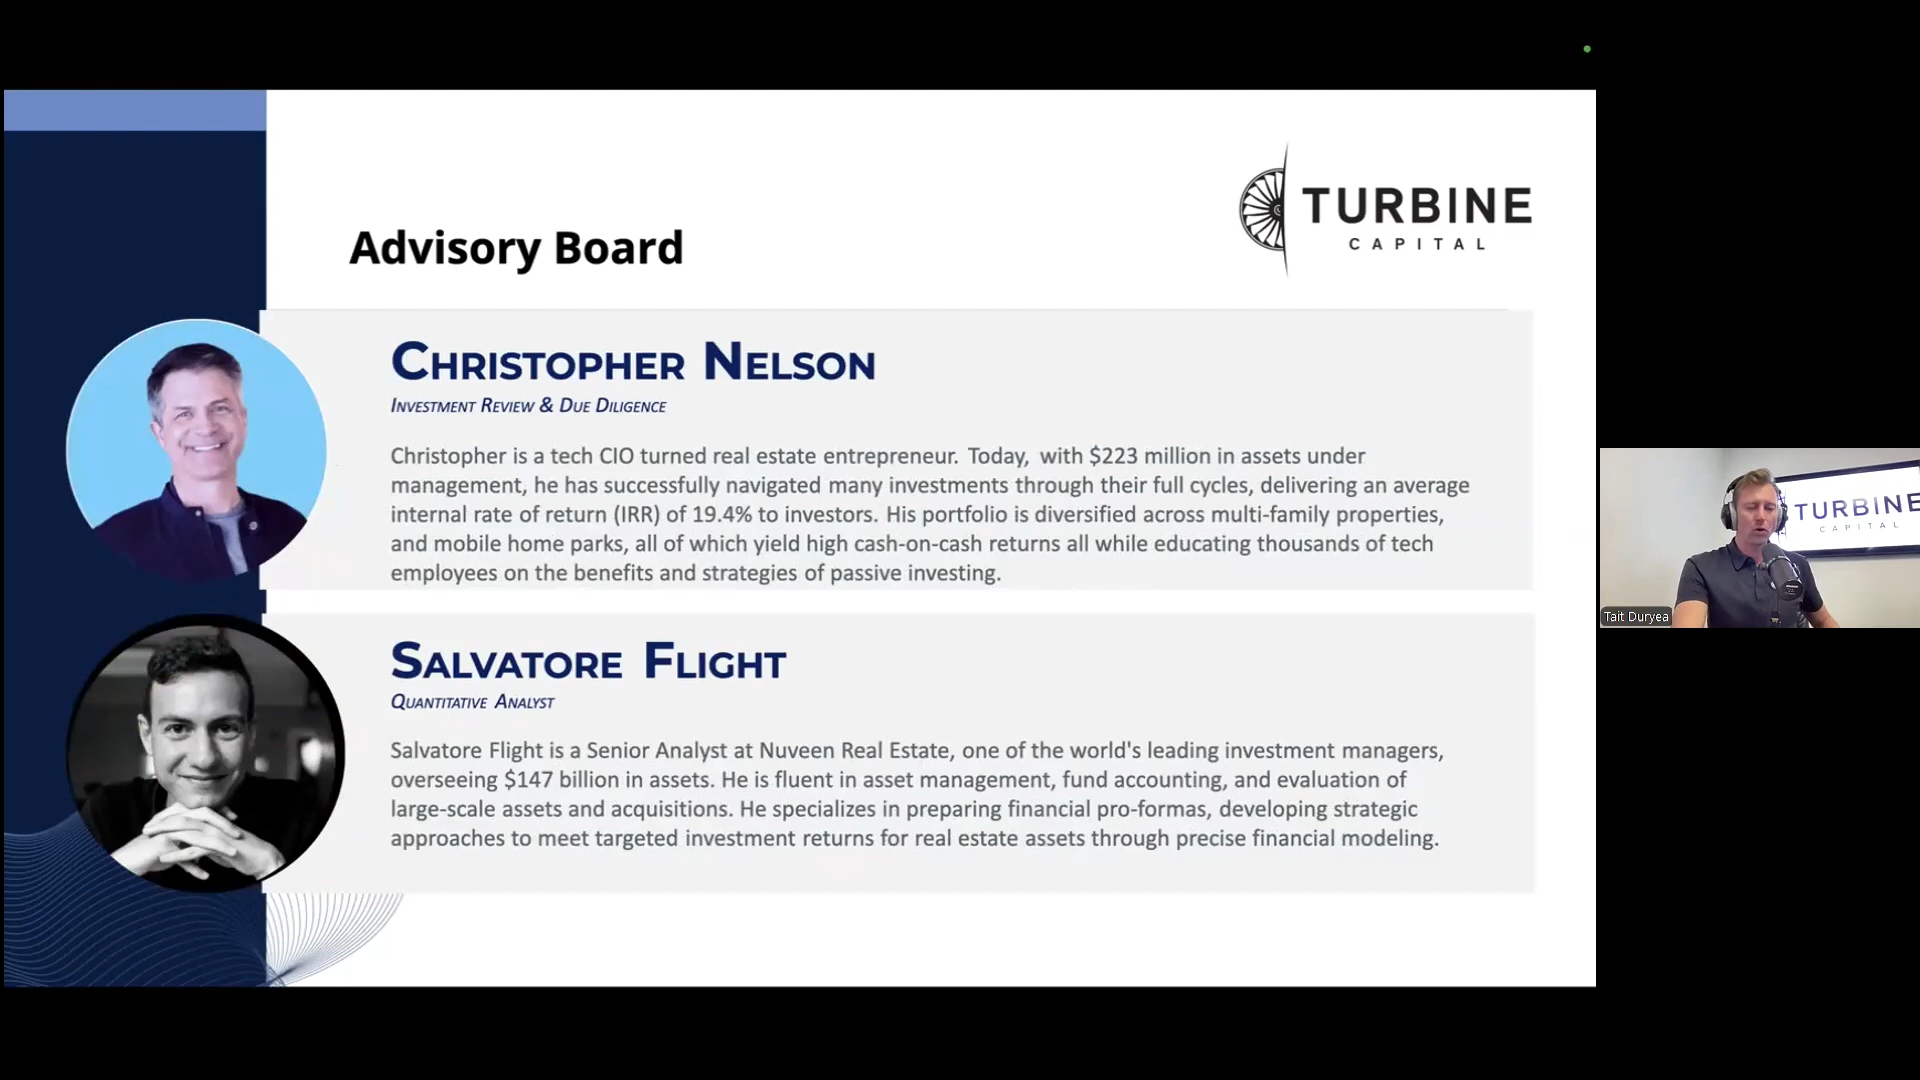 TURBINE
CAPITAL
Advisory Board
CHRISTOPHER NELSON
INVESTMENT REVIEW & DUE DILIGENCE
Christopher is a tech CIO turned real estate entrepreneur. Today, with $223 million in assets under
management, he has successfully navigated many investments through their full cycles, delivering an average
internal rate of return (IRR) of 19.4% to investors. His portfolio is diversified across multi-family properties,
and mobile home parks, all of which yield high cash-on-cash returns all while educating thousands of tech
employees on the benefits and strategies of passive investing.
SALVATORE FLIGHT
QUANTITATIVE ANALYST
Salvatore Flight is a Senior Analyst at Nuveen Real Estate, one of the world's leading investment managers,
overseeing $147 billion in assets. He is fluent in asset management, fund accounting, and evaluation of
large-scale assets and acquisitions. He specializes in preparing financial pro-formas, developing strategic
approaches to meet targeted investment returns for real estate assets through precise financial modeling.
TURBINE
CAPITAL
Tait Duryea